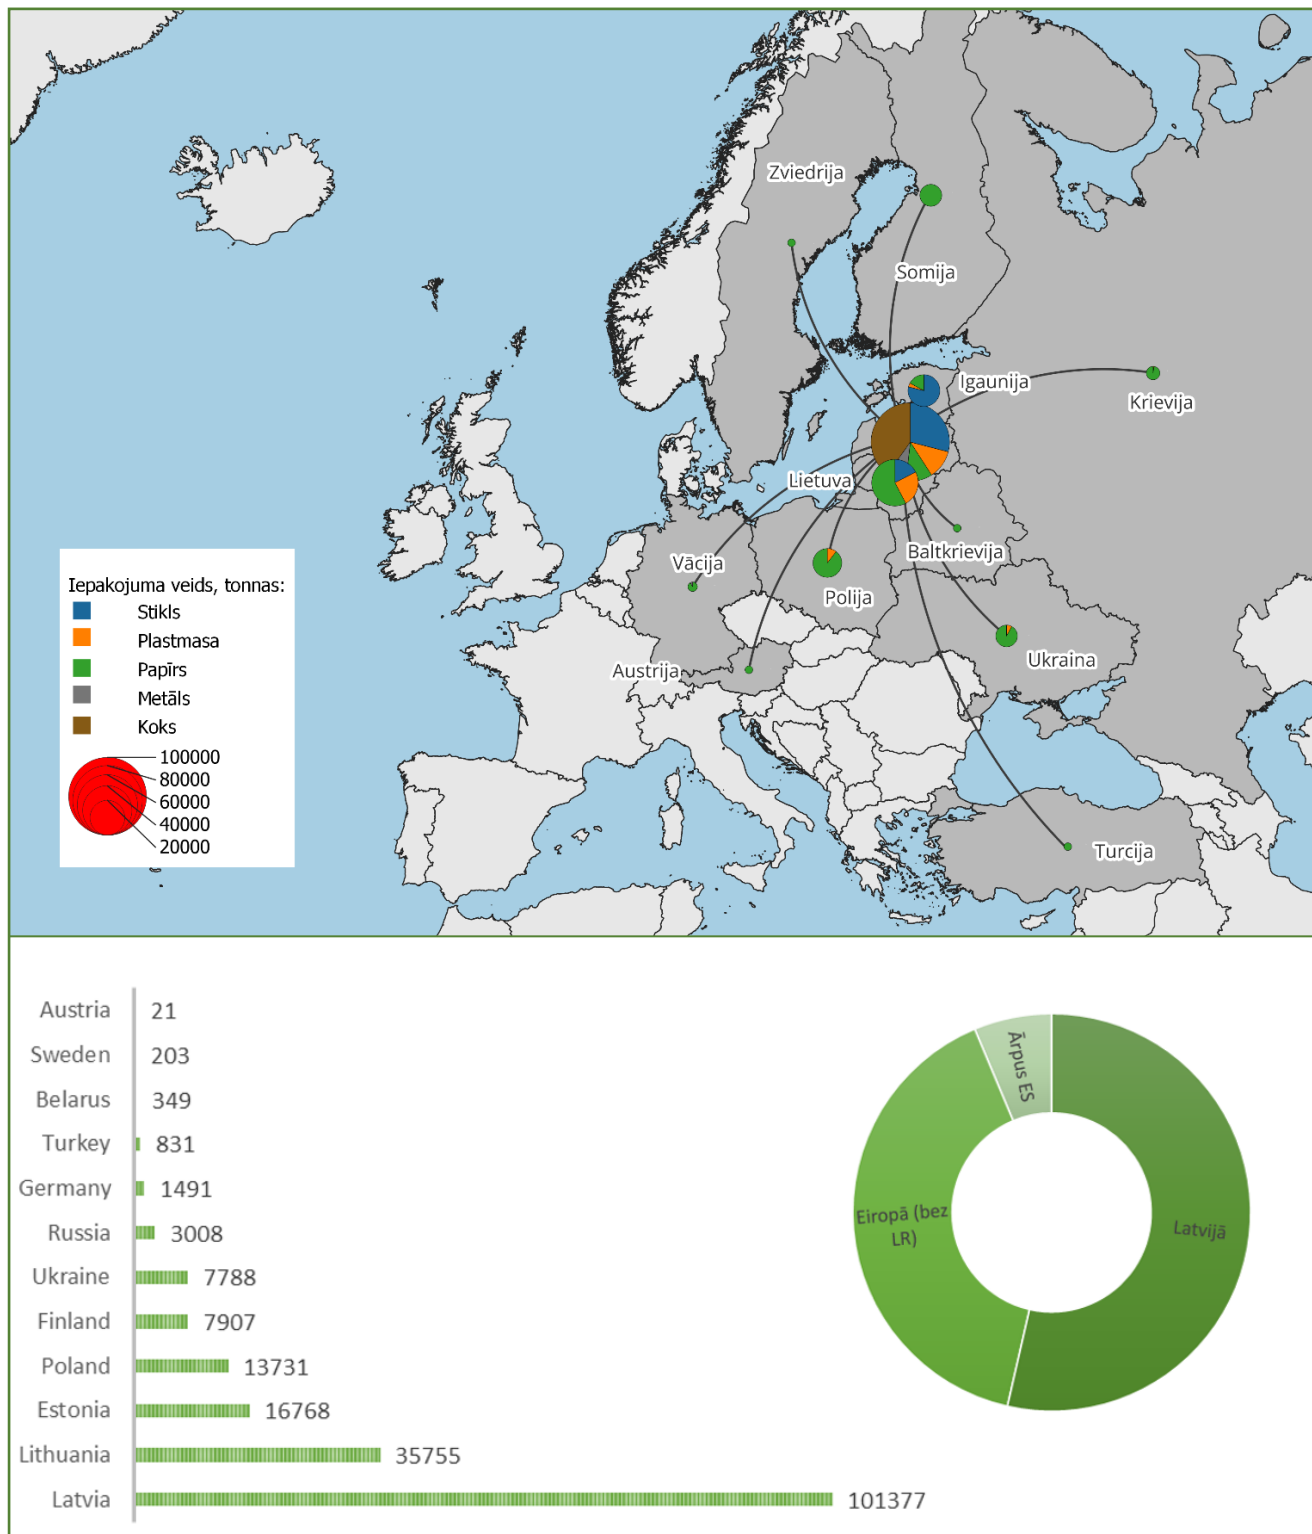 Zviedrija
Somija
Igaunija
Krievija
Lietuva
Baltkrievija
Vācija
Polija
Ukraina
Austrija
Turcija
Iepakojuma veids, tonnas:
Stikls
Plastmasa
Papīrs
Metāls
Koks
100000
80000
60000
40000
20000
Austria 21
Sweden 203
Belarus 349
Turkey 831
Germany 1491
Russia 3008
Ukraine 7788
Finland 7907
Poland 13731
Estonia 16768
Lithuania 35755
Latvia 101377
Ārpus ES
Eiropā (bez
LR)
Latvijā